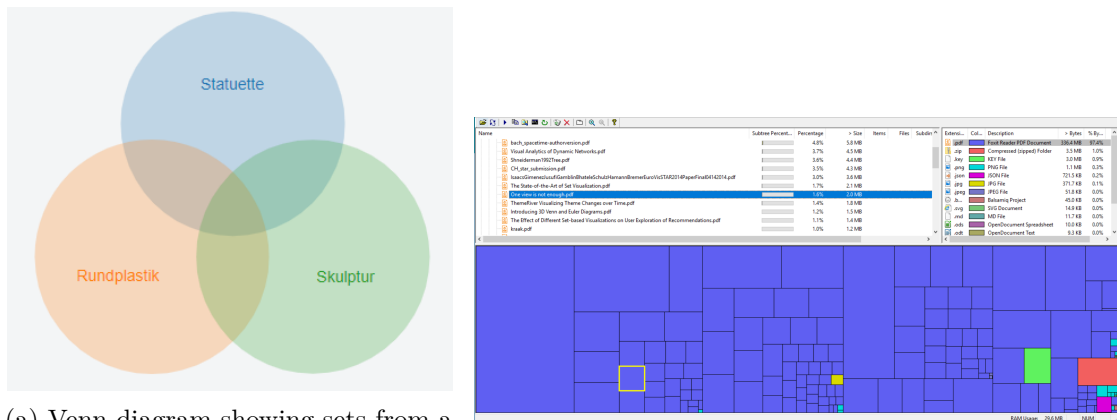 Statuette
Rundplastik
Skulptur
(a) Venn diagram showing sets from a
Name Subtree Percent... Percentage > Size Items Files Subdirs
bach_spacetime-authorversion.pdf 4.8% 5.8 MB
Visual Analytics of Dynamic Networks.pdf 3.7% 4.5 MB
Shneiderman1992Tree.pdf 3.6% 4.4 MB
CH_star_submission.pdf 3.5% 4.3 MB
3.0% 3.6 MB
The State-of-the-Art of Set Visualization.pdf 1.7% 2.1 MB
One view is not enough.pdf 1.6% 2.0 MB
ThemeRiver Visualizing Theme Changes over Time.pdf 1.4% 1.8 MB
Introducing 3D Venn and Euler Diagrams.pdf 1.2% 1.5 MB
The Effect of Different Set-based Visualizations on User Exploration of Recommendations.pdf 1.1% 1.4 MB
kraak.pdf 1.0% 1.2 MB
Extensi... Col... Description > Bytes % By...
.pdf Foxit Reader PDF Document 336.4 MB 97.4%
.zip Compressed (zipped) Folder 3.5 MB 1.0%
.key KEY File 3.0 MB 0.9%
.png PNG File 1.1 MB 0.3%
.json JSON File 721.5 KB 0.2%
.jpg JPG File 371.7 KB 0.1%
.jpeg JPEG File 51.8 KB 0.0%
.b... Balsamiq Project 45.0 KB 0.0%
.svg SVG Document 14.9 KB 0.0%
.md MD File 11.7 KB 0.0%
.ods OpenDocument Spreadsheet 10.0 KB 0.0%
.odt OpenDocument Text 9.3 KB 0.0%
RAM Usage: 29.6 MB NUM